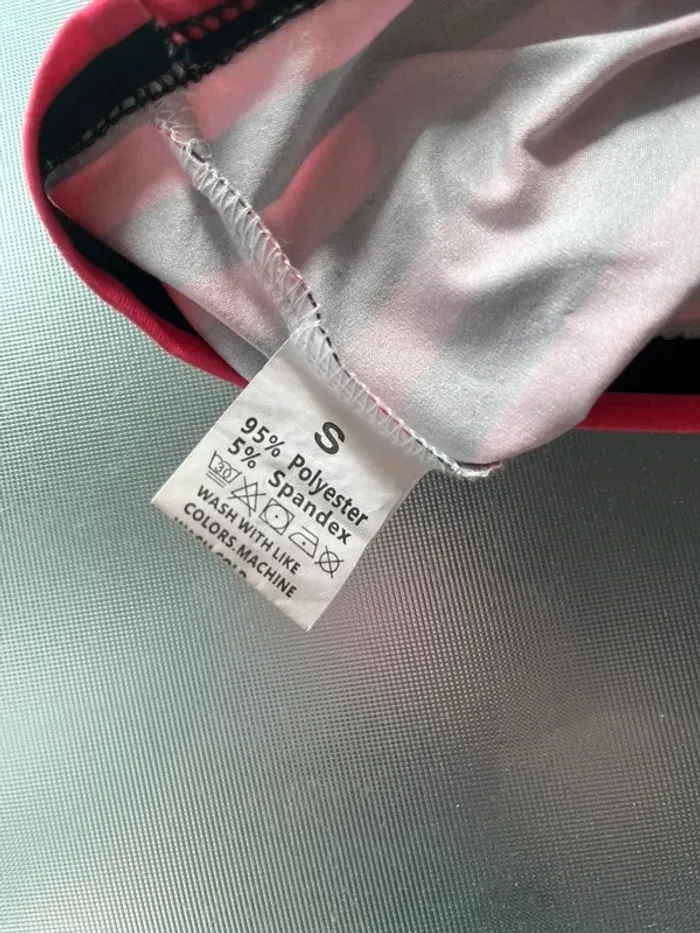 S
95% Polyester
5% Spandex
30
WASH WITH LIKE
COLORS.MACHINE